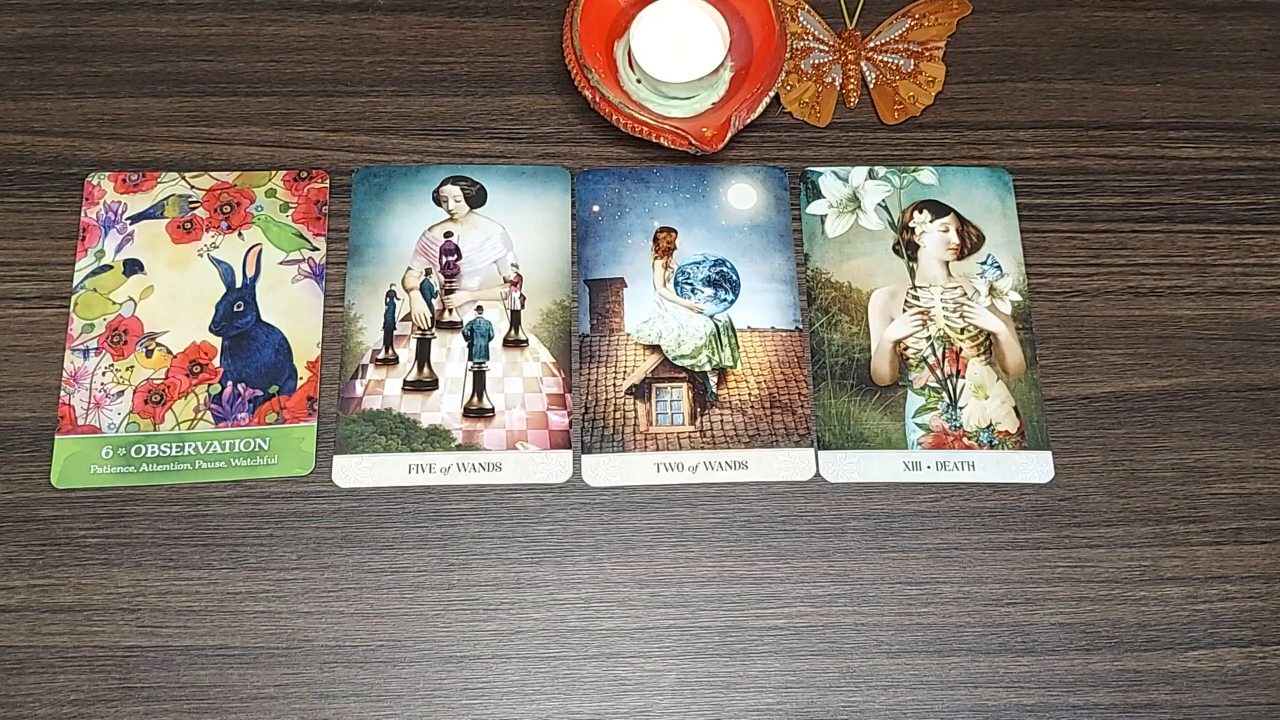 6 OBSERVATION
Patience, Attention, Pause, Watchful
FIVE of WANDS
TWO of WANDS
XIII • DEATH